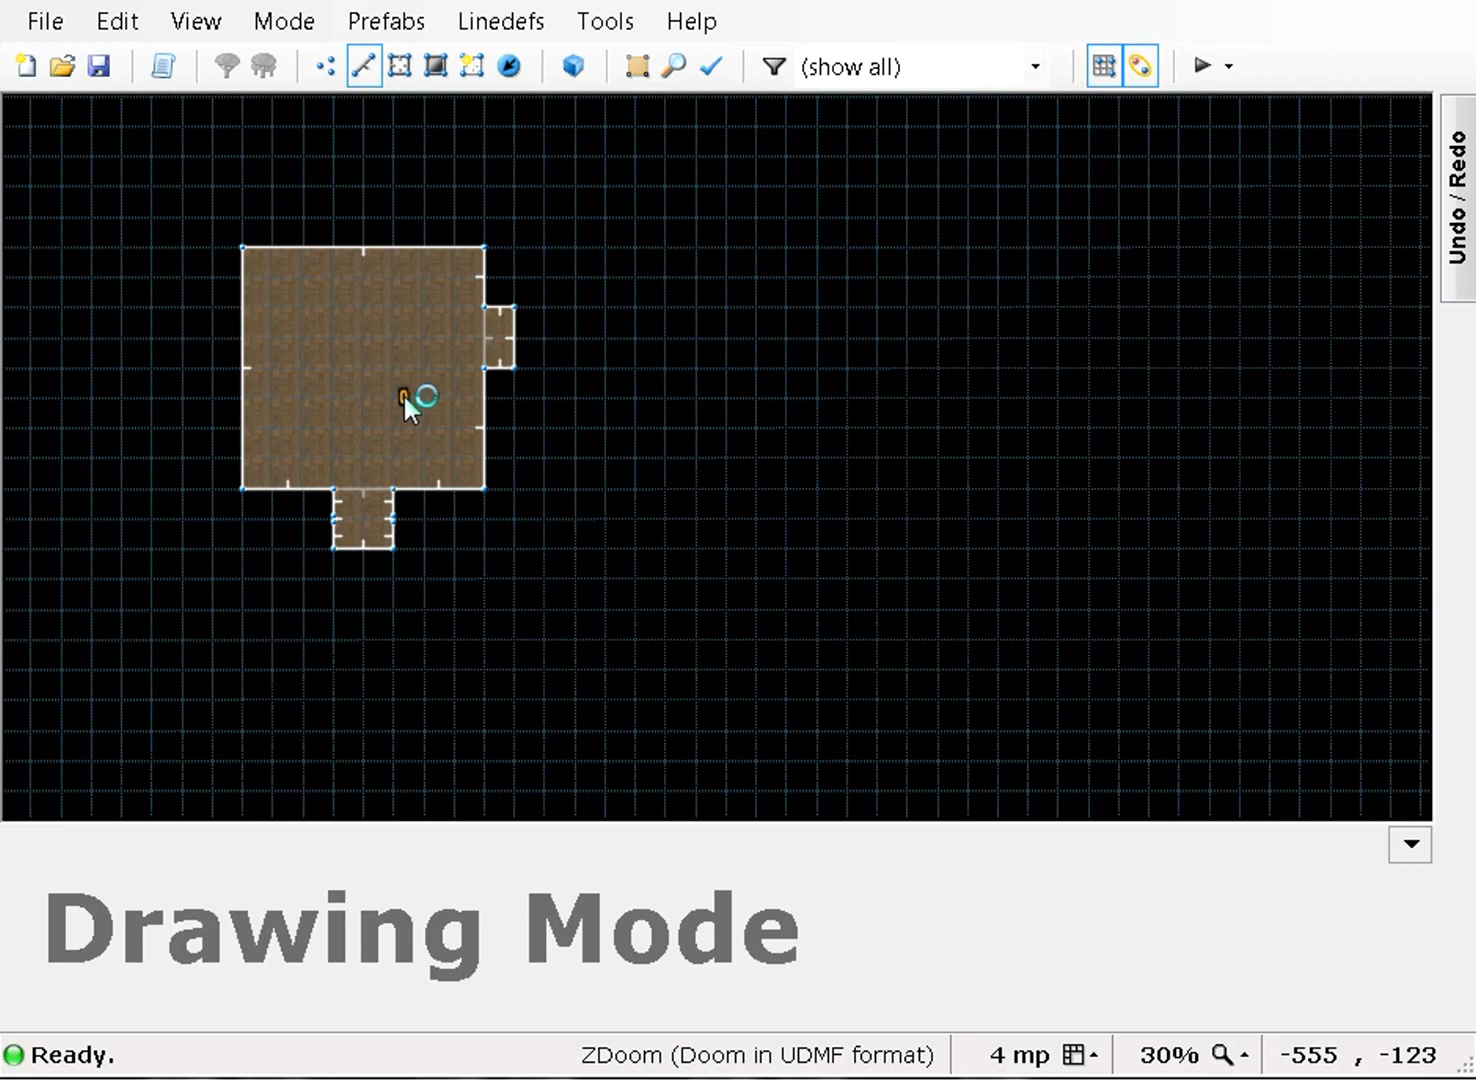 File Edit View Mode Prefabs Linedefs Tools Help
(show all)
Undo / Redo
Drawing Mode
Ready. ZDoom (Doom in UDMF format) 4 mp 30% -555 , -123